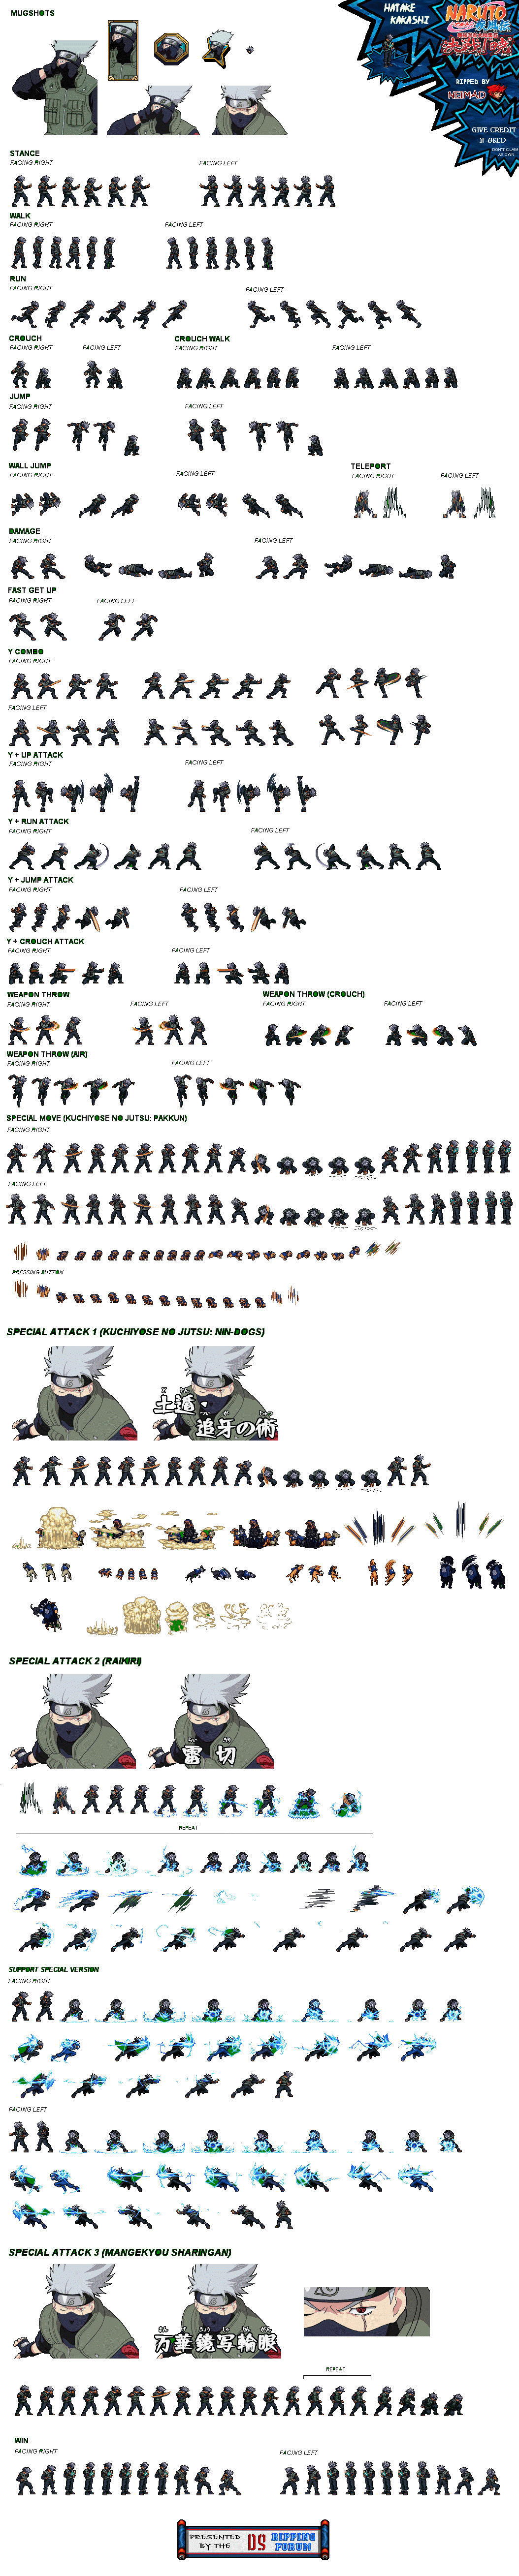 MUGSHOTS
HATAKE
KAKASHI
NARUTO
RIPPED BY
NEIMAD
GIVE CREDIT
IF USED
DON'T CLAIM
AS OWN
STANCE
FACING RIGHT
FACING LEFT
WALK
FACING RIGHT
FACING LEFT
RUN
FACING RIGHT
FACING LEFT
CROUCH
FACING RIGHT
FACING LEFT
CROUCH WALK
FACING RIGHT
FACING LEFT
JUMP
FACING RIGHT
FACING LEFT
WALL JUMP
FACING RIGHT
FACING LEFT
TELEPORT
FACING RIGHT
FACING LEFT
DAMAGE
FACING RIGHT
FACING LEFT
FAST GET UP
FACING RIGHT
FACING LEFT
Y COMBO
FACING RIGHT
FACING LEFT
Y + UP ATTACK
FACING RIGHT
FACING LEFT
Y + RUN ATTACK
FACING RIGHT
FACING LEFT
Y + JUMP ATTACK
FACING RIGHT
FACING LEFT
Y + CROUCH ATTACK
FACING RIGHT
FACING LEFT
WEAPON THROW
FACING RIGHT
FACING LEFT
WEAPON THROW (CROUCH)
FACING RIGHT
FACING LEFT
WEAPON THROW (AIR)
FACING RIGHT
FACING LEFT
SPECIAL MOVE (KUCHIYOSE NO JUTSU: PAKKUN)
FACING RIGHT
FACING LEFT
PRESSING BUTTON
SPECIAL ATTACK 1 (KUCHIYOSE NO JUTSU: NIN-DOGS)
土遁・
追牙の術
SPECIAL ATTACK 2 (RAIKIRI)
雷切
REPEAT
SUPPORT SPECIAL VERSION
FACING RIGHT
FACING LEFT
SPECIAL ATTACK 3 (MANGEKYOU SHARINGAN)
万華鏡写輪眼
REPEAT
WIN
FACING RIGHT
FACING LEFT
PRESENTED
BY THE
DS
RIPPING
FORUM